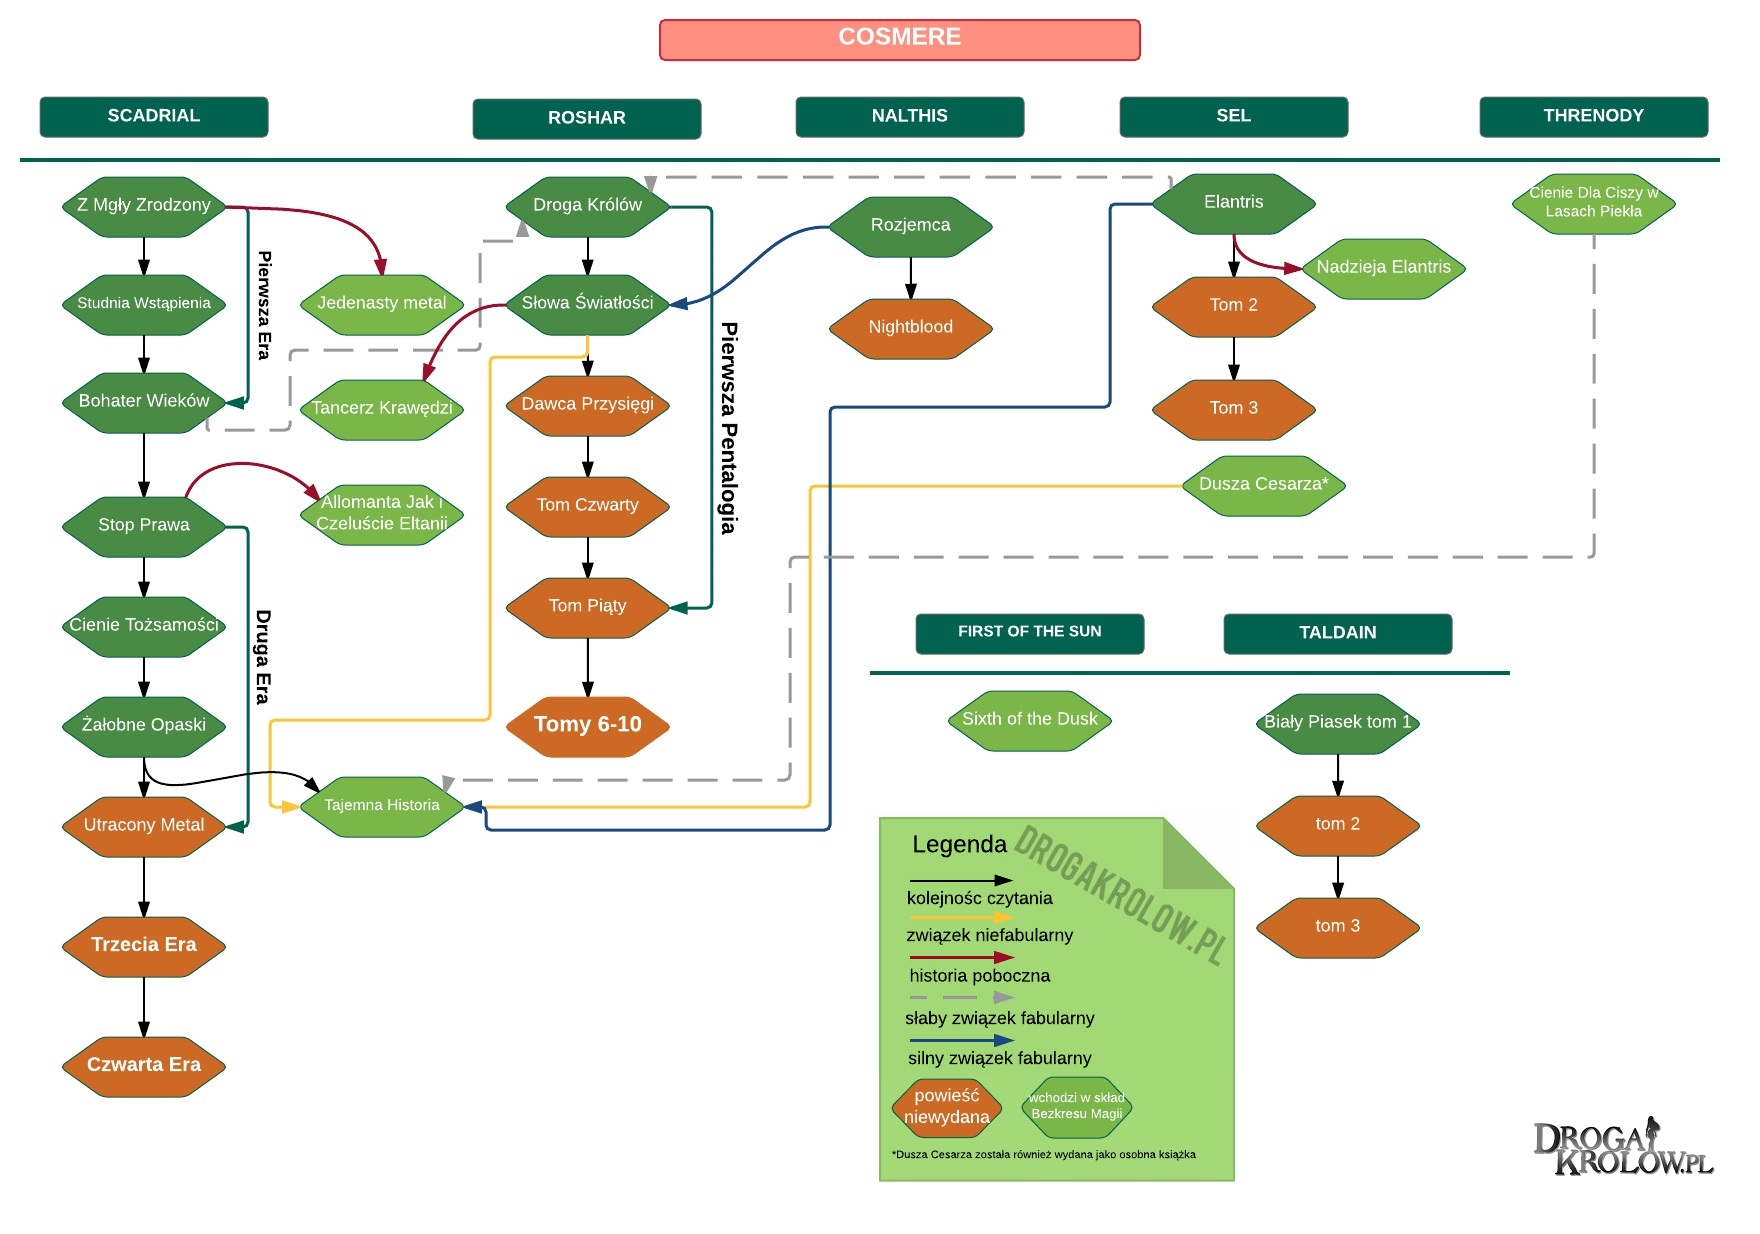 COSMERE
SCADRIAL
ROSHAR
NALTHIS
SEL
THRENODY
Z Mgły Zrodzony
Studnia Wstąpienia
Bohater Wieków
Pierwsza Era
Jedenasty metal
Tancerz Krawędzi
Stop Prawa
Allomanta Jak i
Czeluście Eltanii
Cienie Tożsamości
Żałobne Opaski
Druga Era
Utracony Metal
Tajemna Historia
Trzecia Era
Czwarta Era
Droga Królów
Słowa Światłości
Dawca Przysięgi
Tom Czwarty
Tom Piąty
Tomy 6-10
Pierwsza Pentalogia
Rozjemca
Nightblood
Elantris
Nadzieja Elantris
Tom 2
Tom 3
Dusza Cesarza*
Cienie Dla Ciszy w
Lasach Piekła
FIRST OF THE SUN
TALDAIN
Sixth of the Dusk
Biały Piasek tom 1
tom 2
tom 3
Legenda
DROGAKROLOW.PL
kolejnośc czytania
związek niefabularny
historia poboczna
słaby związek fabularny
silny związek fabularny
powieść
niewydana
wchodzi w skład
Bezkresu Magii
*Dusza Cesarza została również wydana jako osobna książka
DROGA
KROLOW.PL